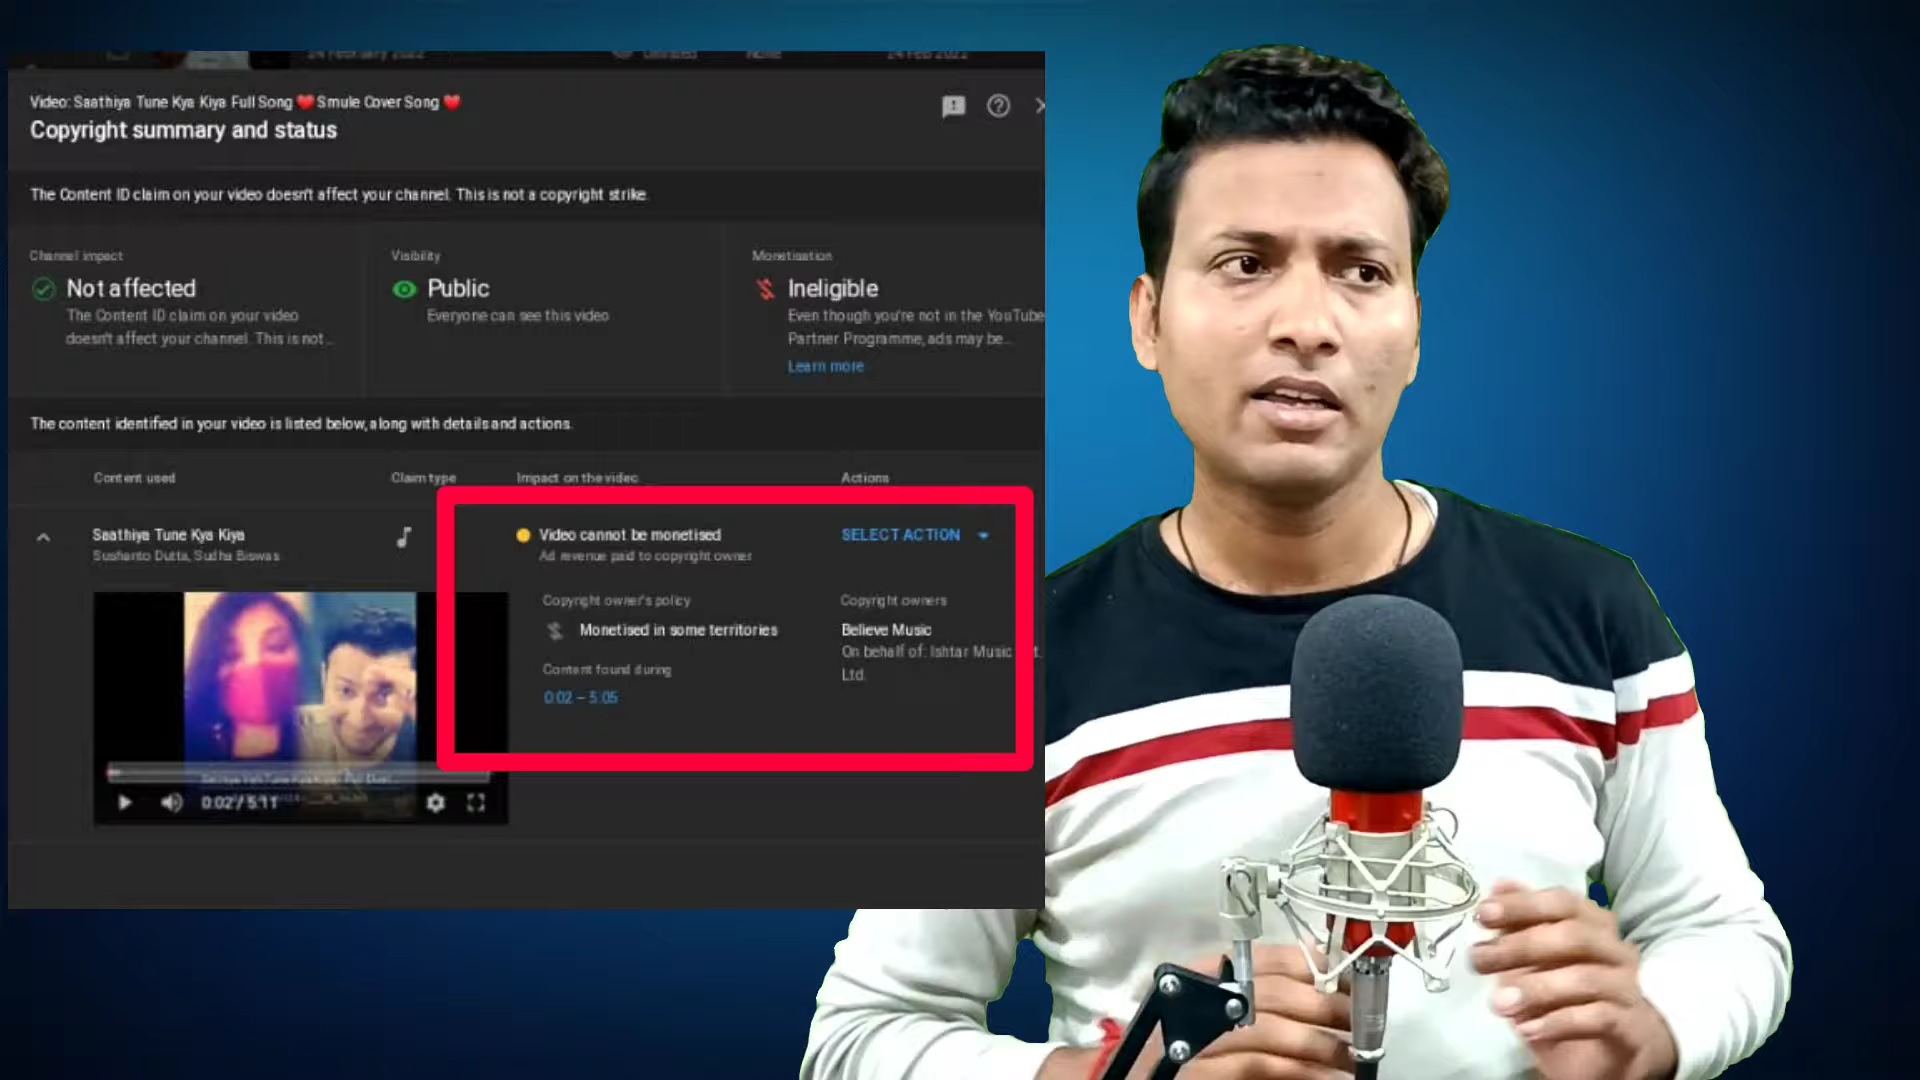 24 February 2022 None 24 Feb 2022
Video: Saathiya Tune Kya Kiya Full Song ❤️ Smule Cover Song ❤️
Copyright summary and status
The Content ID claim on your video doesn't affect your channel. This is not a copyright strike.
Channel impact
Not affected
The Content ID claim on your video
doesn't affect your channel. This is not...
Visibility
Public
Everyone can see this video
Monetisation
Ineligible
Even though you're not in the YouTube
Partner Programme, ads may be...
Learn more
The content identified in your video is listed below, along with details and actions.
Content used Claim type Impact on the video Actions
Saathiya Tune Kya Kiya
Sushanto Dutta, Sudha Biswas
Video cannot be monetised
Ad revenue paid to copyright owner
SELECT ACTION
Copyright owner's policy
Monetised in some territories
Content found during
0:02 – 5:05
Copyright owners
Believe Music
On behalf of: Ishtar Music
Ltd.
0:02 / 5:11